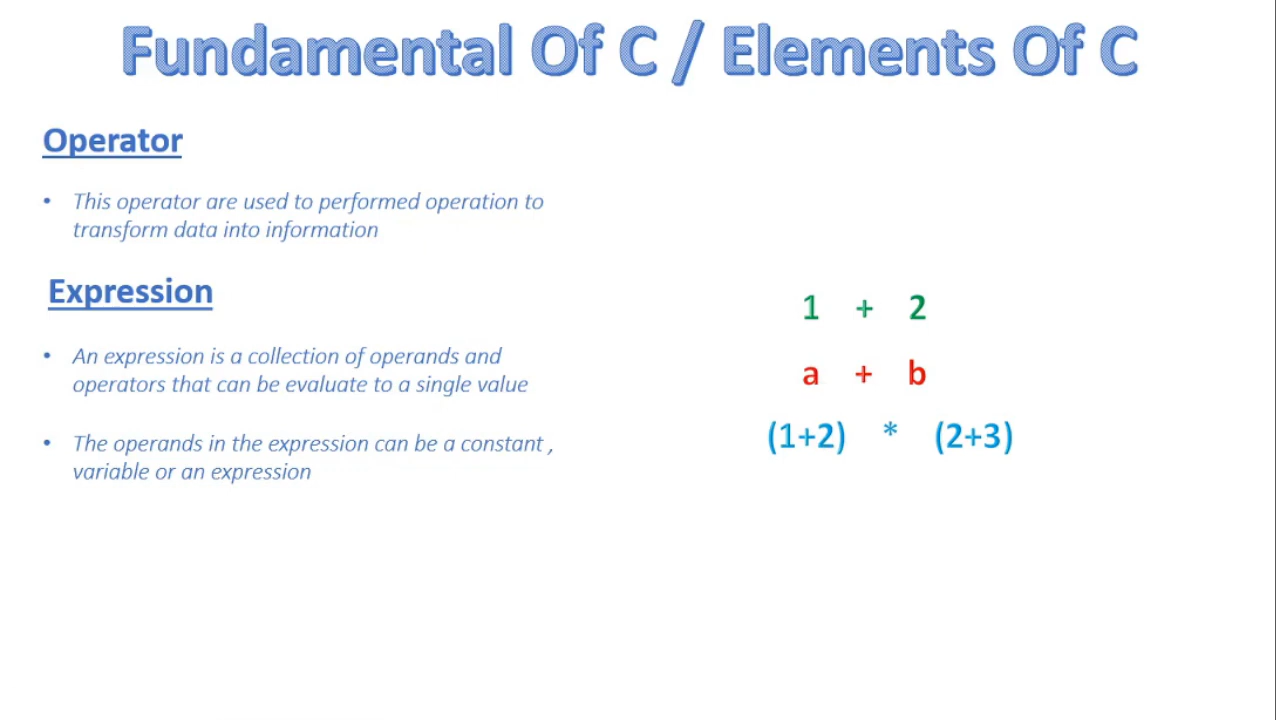 Fundamental Of C / Elements Of C
Operator
• This operator are used to performed operation to
transform data into information
Expression
• An expression is a collection of operands and
operators that can be evaluate to a single value
• The operands in the expression can be a constant ,
variable or an expression
1 + 2
a + b
(1+2) * (2+3)